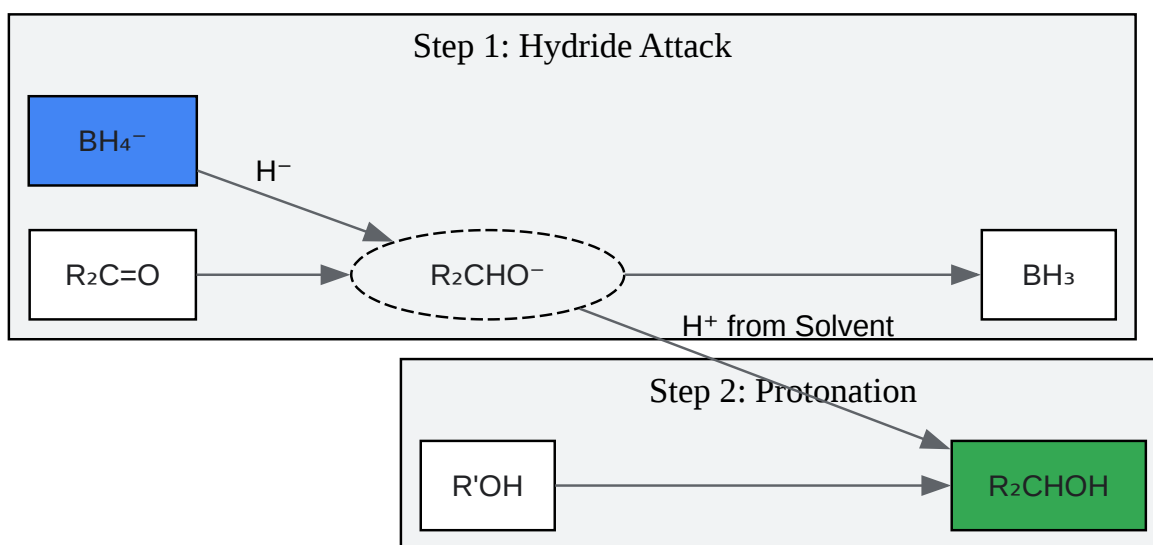 Step 1: Hydride Attack
BH₄⁻
H⁻
R₂C=O
R₂CHO⁻
BH₃
H⁺ from Solvent
Step 2: Protonation
R'OH
R₂CHOH